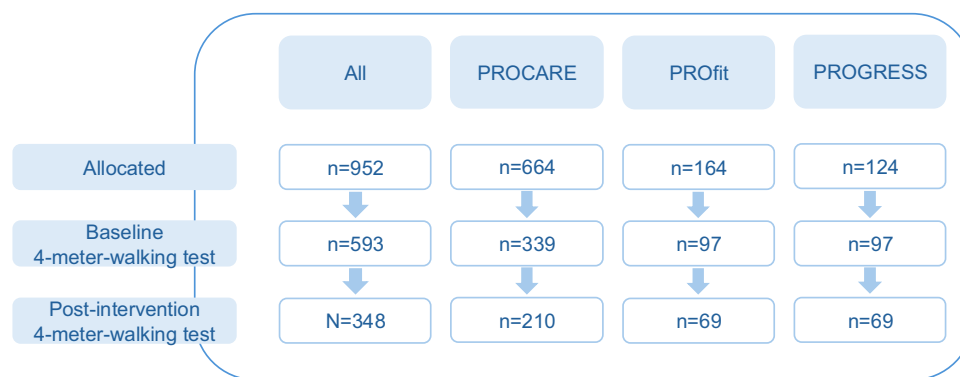 All PROCARE PROfit PROGRESS
Allocated n=952 n=664 n=164 n=124
Baseline
4-meter-walking test n=593 n=339 n=97 n=97
Post-intervention
4-meter-walking test N=348 n=210 n=69 n=69